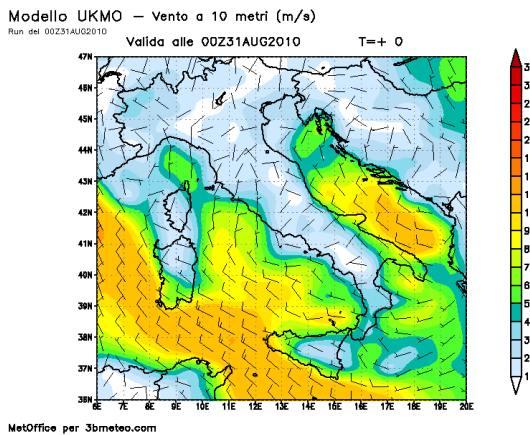 Modello UKMO – Vento a 10 metri (m/s)
Run del 00Z31AUG2010
Valida alle 00Z31AUG2010 T=+ 0
47N
46N
45N
44N
43N
42N
41N
40N
39N
38N
37N
36N
6E 7E 8E 9E 10E 11E 12E 13E 14E 15E 16E 17E 18E 19E 20E
9
8
7
6
5
4
3
2
1
MetOffice per 3bmeteo.com